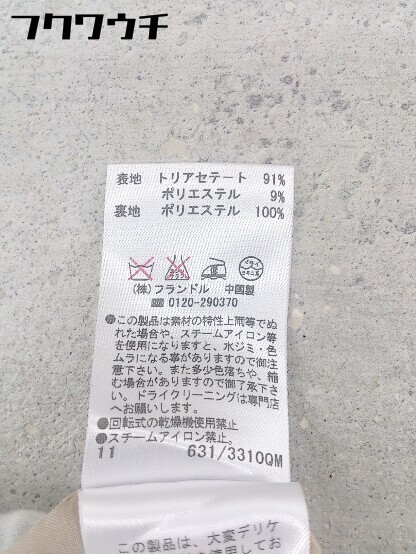 フクワウチ
表地 トリアセテート 91%
ポリエステル 9%
裏地 ポリエステル 100%
(株)フランドル 中国製
☎ 0120-290370
●この製品は素材の特性上雨等でぬ
れた場合や、スチームアイロン等
を使用になりますと、水ジミ・色
ムラになる事がありますので御注
意下さい。また多少色落ちや、縮
む場合がありますので御了承下さ
い。ドライクリーニングは専門店
へお願いします。
●回転式の乾燥機使用禁止
●スチームアイロン禁止。
11 631/3310QM
この製品は、大変デリケ